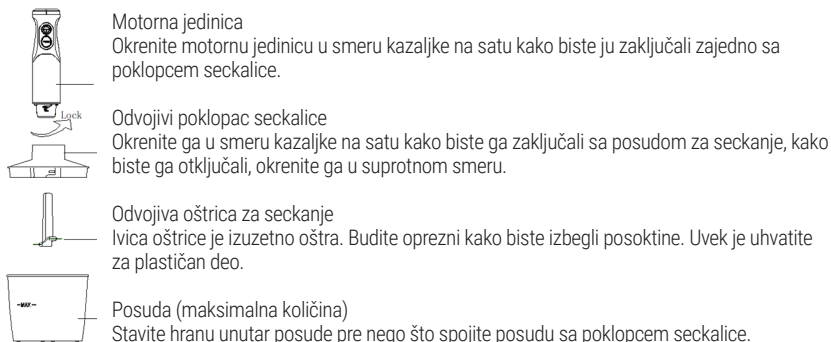 Motorna jedinica
Okrenite motornu jedinicu u smeru kazaljke na satu kako biste ju zaključali zajedno sa
poklopcem seckalice.
Lock
Odvojivi poklopac seckalice
Okrenite ga u smeru kazaljke na satu kako biste ga zaključali sa posudom za seckanje, kako
biste ga otključali, okrenite ga u suprotnom smeru.
Odvojiva oštrica za seckanje
Ivica oštrice je izuzetno oštra. Budite oprezni kako biste izbegli posoktine. Uvek je uhvatite
za plastičan deo.
-MAX-
Posuda (maksimalna količina)
Stavite hranu unutar posude pre nego što spojite posudu sa poklopcem seckalice.